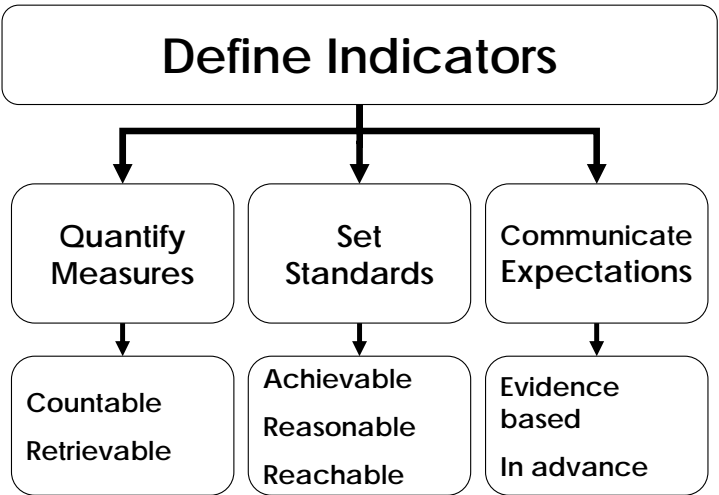 Define Indicators
Quantify
Measures
Set
Standards
Communicate
Expectations
Countable
Retrievable
Achievable
Reasonable
Reachable
Evidence
based
In advance